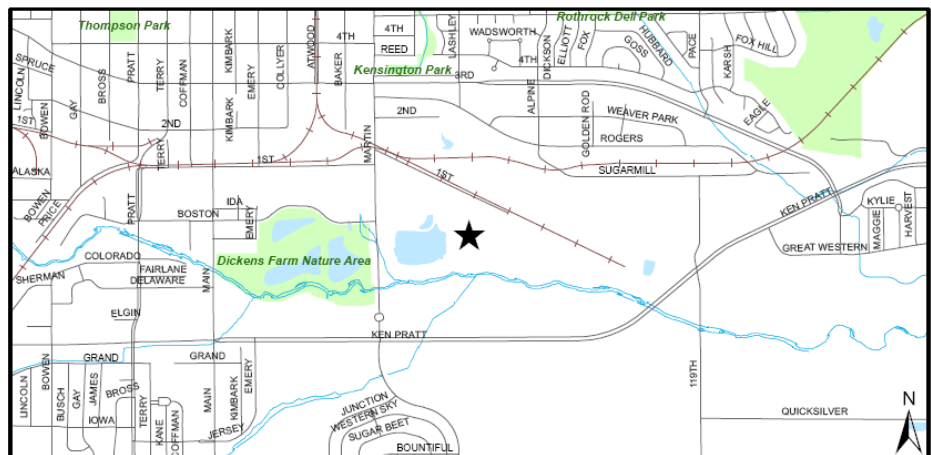 Thompson Park
Rothrock Dell Park
Kensington Park
Dickens Farm Nature Area
SPRUCE
LINCOLN
BOWEN
GAY
BROSS
PRATT
TERRY
COFFMAN
KIMBARK
EMERY
COLLYER
ATWOOD
BAKER
4TH
4TH
REED
LASHLEY
WADSWORTH
4TH
DICKSON
ELLIOTT
FOX
GOSS
HUBBARD
PACE
KARSH
FOX HILL
3RD
1ST
2ND
KIMBARK
TERRY
1ST
MARTIN
2ND
ALPINE
GOLDEN ROD
WEAVER PARK
ROGERS
EAGLE
1ST
SUGARMILL
ALASKA
BOWEN
PRICE
PRATT
BOSTON
IDA
EMERY
KEN PRATT
KYLIE
MAGGIE
HARVEST
GREAT WESTERN
COLORADO
SHERMAN
FAIRLANE
DELAWARE
MAIN
ELGIN
KEN PRATT
GRAND
GRAND
LINCOLN
BOWEN
BUSCH
GAY
JAMES
IOWA
BROSS
TERRY
KANE
COFFMAN
MAIN
KIMBARK
EMERY
JERSEY
JUNCTION
WESTERN SKY
SUGAR BEET
BOUNTIFUL
119TH
QUICKSILVER
N